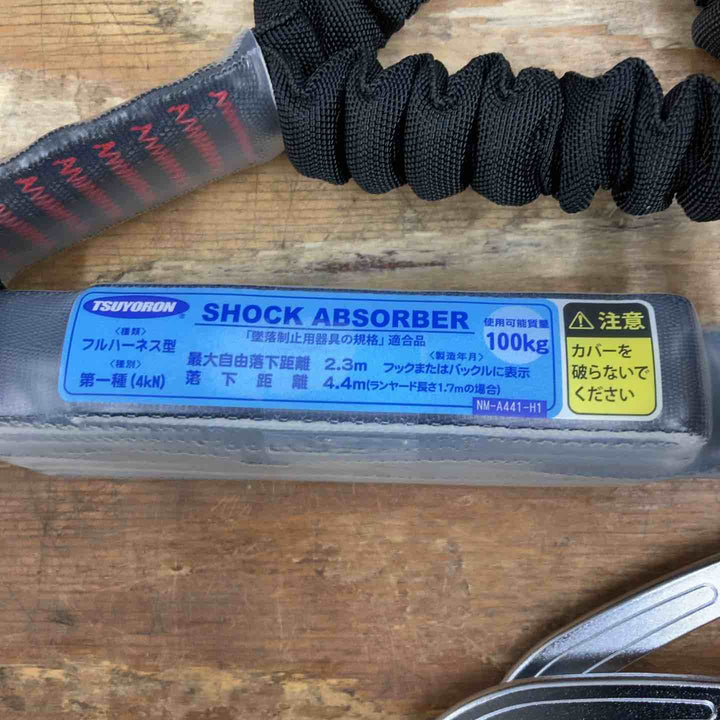 TSUYORON®
SHOCK ABSORBER
「墜落制止用器具の規格」適合品
〈種類〉
フルハーネス型
〈種別〉
第一種(4kN)
最大自由落下距離 2.3m
落下距離 4.4m(ランヤード長さ1.7mの場合)
〈製造年月〉
フックまたはバックルに表示
使用可能質量
100kg
NM-A441-H1
⚠注意
カバーを
破らないで
ください